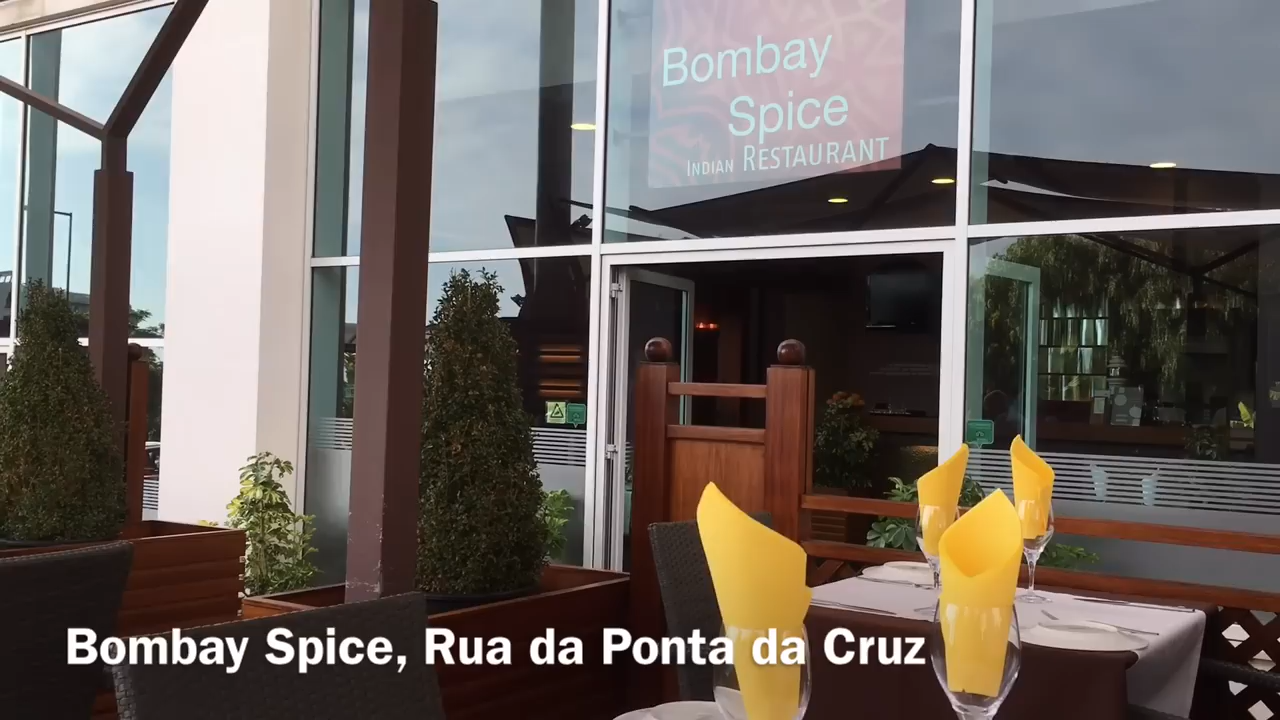 Bombay
Spice
INDIAN RESTAURANT
Bombay Spice, Rua da Ponta da Cruz